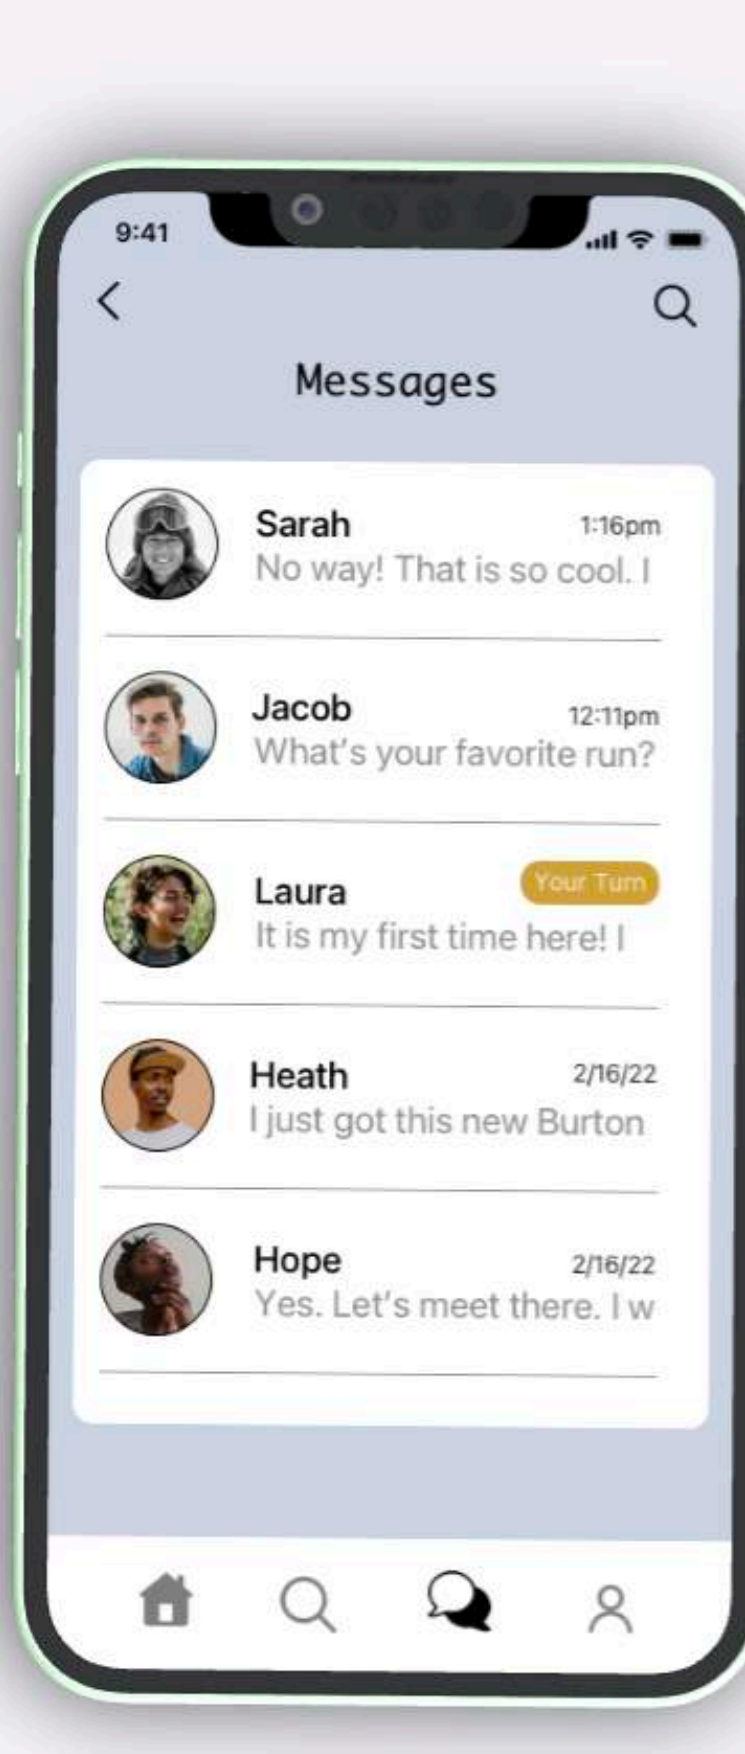 9:41
Messages
Sarah 1:16pm
No way! That is so cool. I
Jacob 12:11pm
What's your favorite run?
Laura Your Turn
It is my first time here! I
Heath 2/16/22
I just got this new Burton
Hope 2/16/22
Yes. Let's meet there. I w